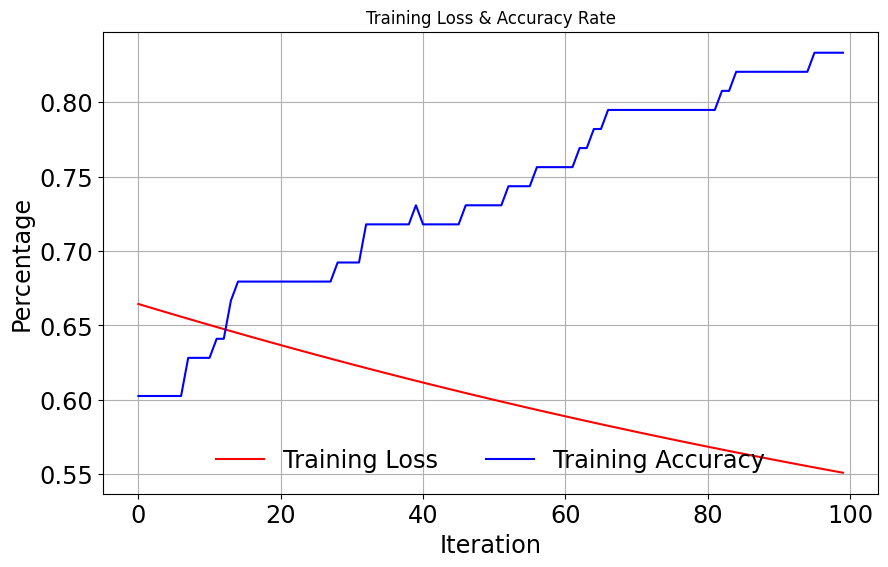 Training Loss & Accuracy Rate
Percentage
0.80
0.75
0.70
0.65
0.60
0.55
Training Loss Training Accuracy
0 20 40 60 80 100
Iteration